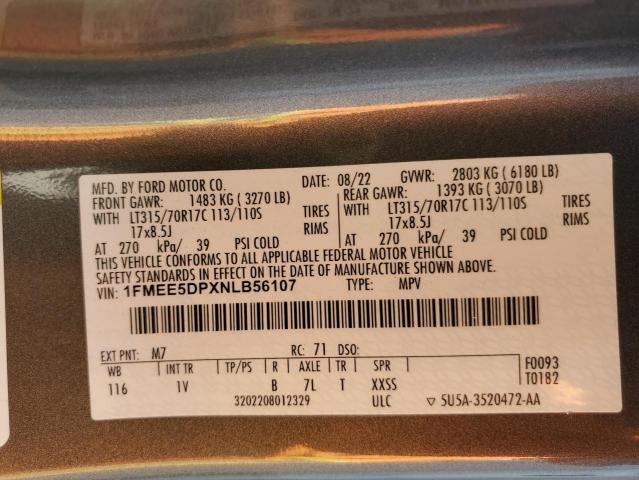 MFD. BY FORD MOTOR CO. DATE: 08/22 GVWR: 2803 KG ( 6180 LB)
FRONT GAWR: 1483 KG ( 3270 LB) REAR GAWR: 1393 KG ( 3070 LB)
WITH LT315/70R17C 113/110S TIRES WITH LT315/70R17C 113/110S TIRES
17x8.5J RIMS 17x8.5J RIMS
AT 270 kPa/ 39 PSI COLD AT 270 kPa/ 39 PSI COLD
THIS VEHICLE CONFORMS TO ALL APPLICABLE FEDERAL MOTOR VEHICLE
SAFETY STANDARDS IN EFFECT ON THE DATE OF MANUFACTURE SHOWN ABOVE.
VIN: 1FMEE5DPXNLB56107 TYPE: MPV
EXT PNT: M7 RC: 71 DSO:
WB INT TR TP/PS R AXLE TR SPR F0093
116 1V B 7L T XXSS T0182
3202208012329 ULC ▽ 5U5A-3520472-AA